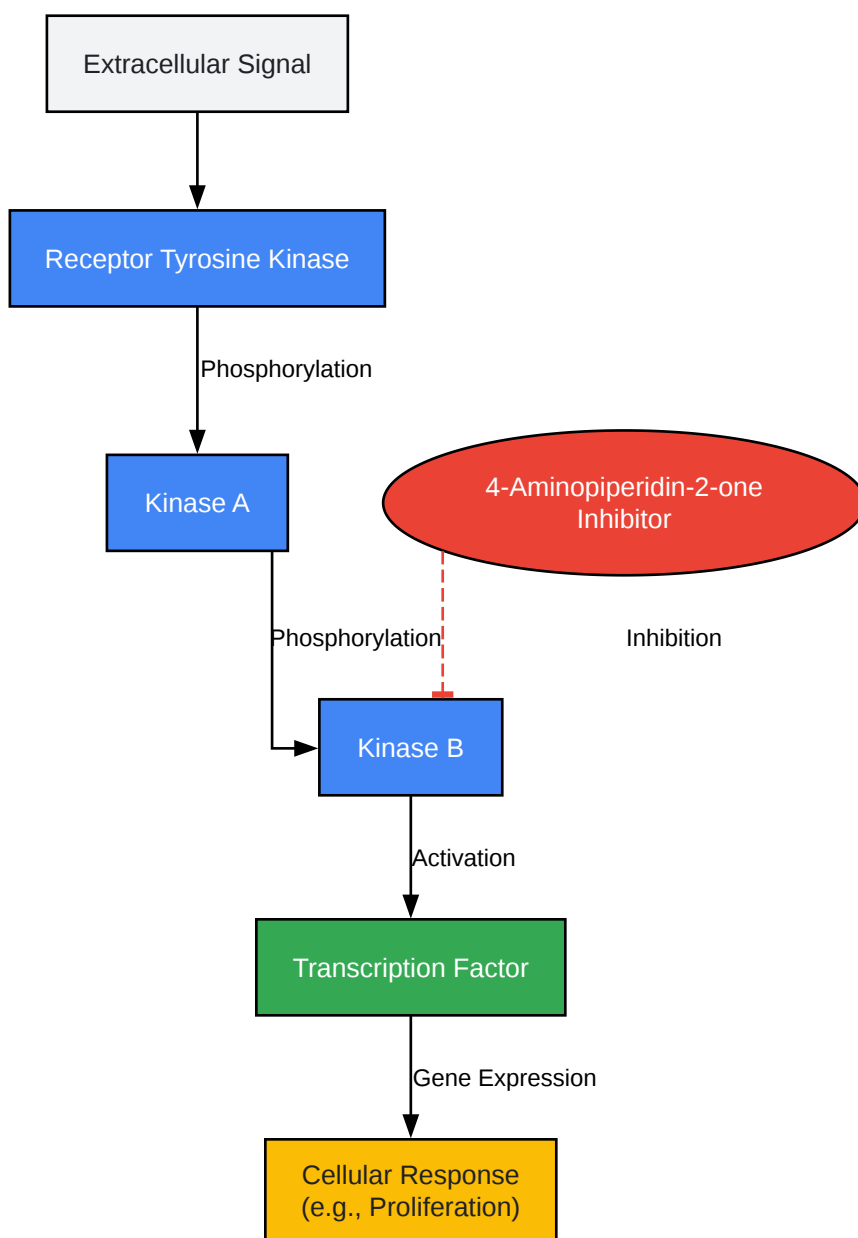 Extracellular Signal
Receptor Tyrosine Kinase
Phosphorylation
Kinase A
4-Aminopiperidin-2-one
Inhibitor
Phosphorylation
Inhibition
Kinase B
Activation
Transcription Factor
Gene Expression
Cellular Response
(e.g., Proliferation)